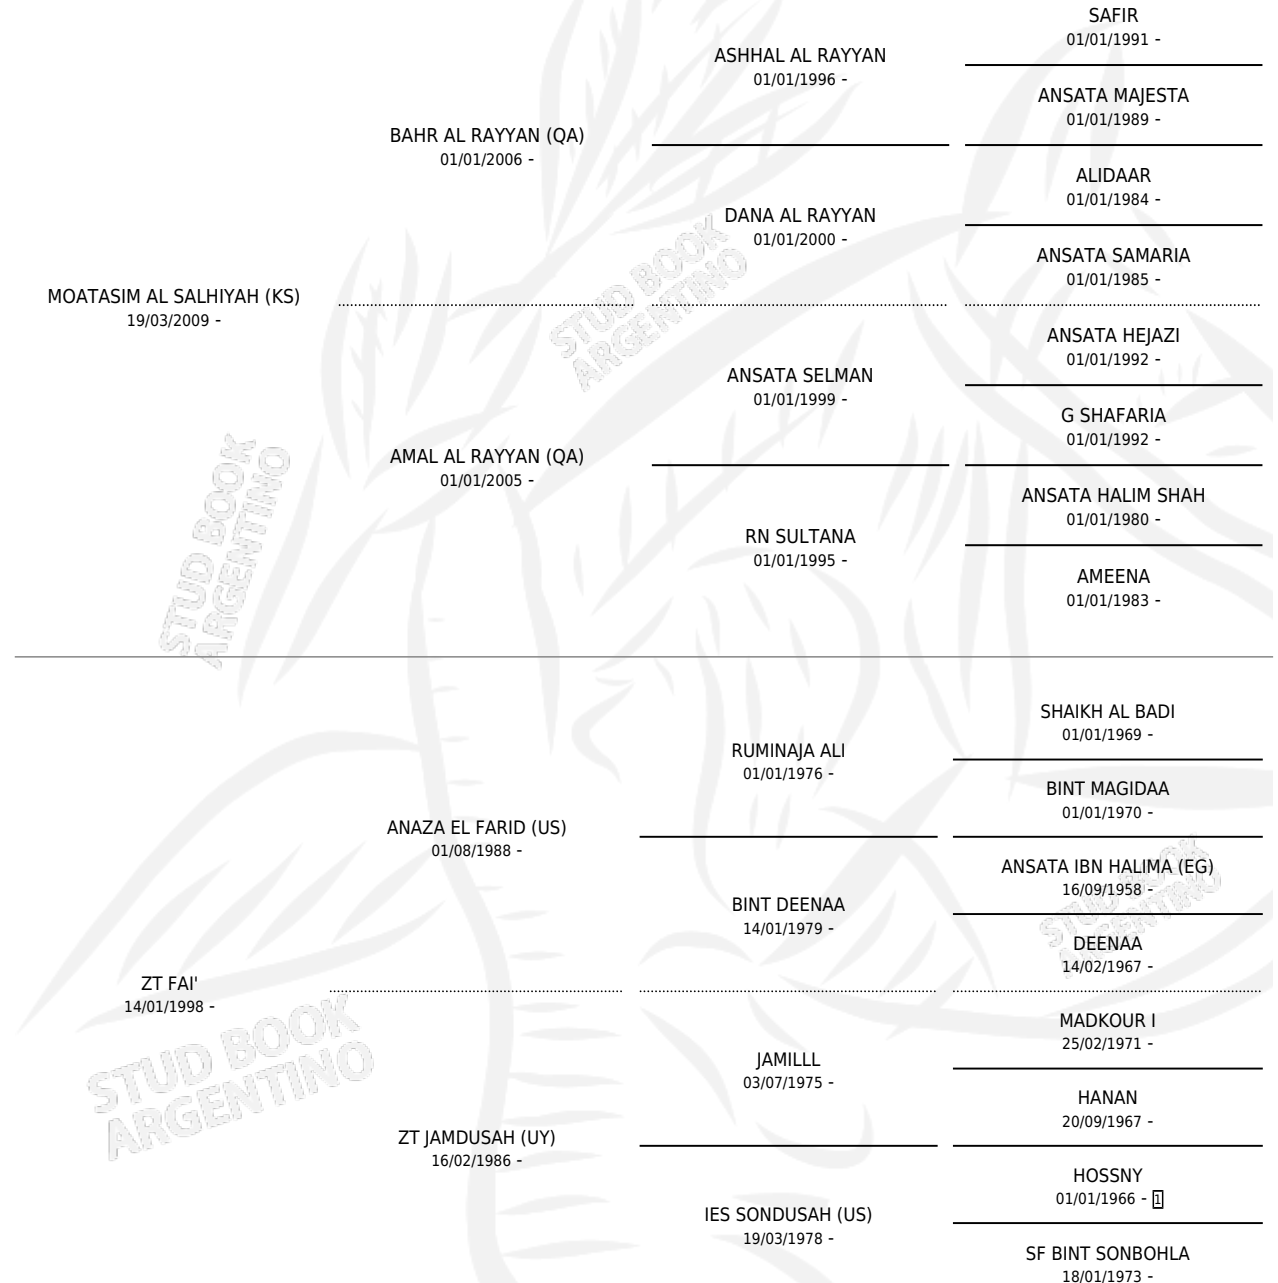 SAFIR
01/01/1991 -
ASHHAL AL RAYYAN
01/01/1996 -
ANSATA MAJESTA
01/01/1989 -
BAHR AL RAYYAN (QA)
01/01/2006 -
ALIDAAR
01/01/1984 -
DANA AL RAYYAN
01/01/2000 -
ANSATA SAMARIA
01/01/1985 -
MOATASIM AL SALHIYAH (KS)
19/03/2009 -
ANSATA HEJAZI
01/01/1992 -
ANSATA SELMAN
01/01/1999 -
G SHAFARIA
01/01/1992 -
AMAL AL RAYYAN (QA)
01/01/2005 -
ANSATA HALIM SHAH
01/01/1980 -
RN SULTANA
01/01/1995 -
AMEENA
01/01/1983 -
SHAIKH AL BADI
01/01/1969 -
RUMINAJA ALI
01/01/1976 -
BINT MAGIDAA
01/01/1970 -
ANAZA EL FARID (US)
01/08/1988 -
ANSATA IBN HALIMA (EG)
16/09/1958 -
BINT DEENAA
14/01/1979 -
DEENAA
14/02/1967 -
ZT FAI'
14/01/1998 -
MADKOUR I
25/02/1971 -
JAMILLL
03/07/1975 -
HANAN
20/09/1967 -
ZT JAMDUSAH (UY)
16/02/1986 -
HOSSNY
01/01/1966 - 1
IES SONDUSAH (US)
19/03/1978 -
SF BINT SONBOHLA
18/01/1973 -
STUD BOOK
ARGENTINO
STUD BOOK
ARGENTINO
STUD BOOK
ARGENTINO
STUD BOOK
ARGENTINO